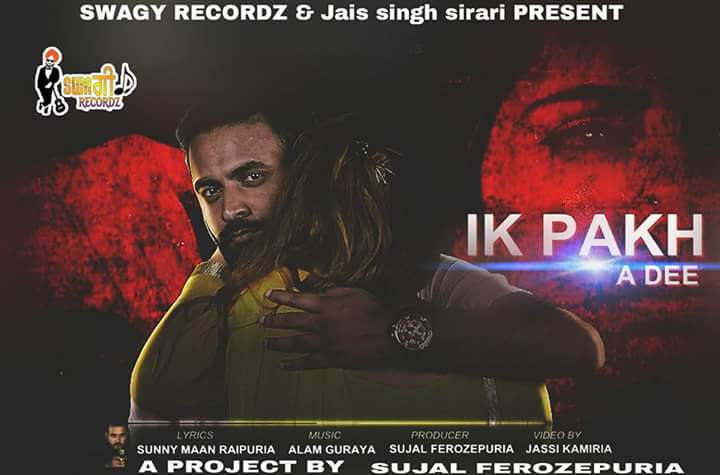 SWAGY RECORDZ & Jais singh sirari PRESENT
SWAਗੀ
RECORDZ
IK PAKH
A DEE
LYRICS MUSIC PRODUCER VIDEO BY
SUNNY MAAN RAIPURIA ALAM GURAYA SUJAL FEROZEPURIA JASSI KAMIRIA
A PROJECT BY SUJAL FEROZEPURIA